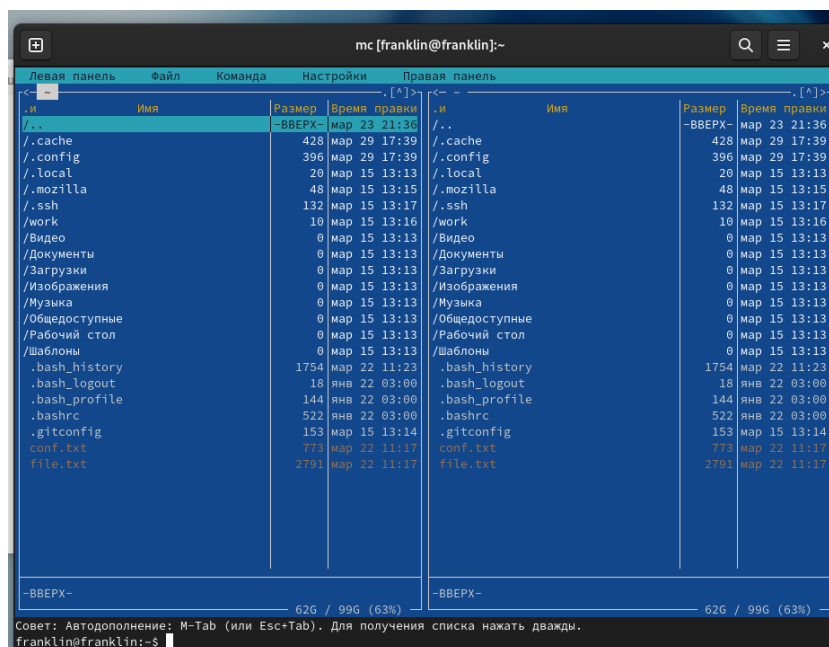 mc [franklin@franklin]:~
Левая панель Файл Команда Настройки Правая панель
<─ ~ ─.[^]>
.и Имя Размер Время правки
/.. -ВВЕРХ- мар 23 21:36
/.cache 428 мар 29 17:39
/.config 396 мар 29 17:39
/.local 20 мар 15 13:13
/.mozilla 48 мар 15 13:15
/.ssh 132 мар 15 13:17
/work 10 мар 15 13:16
/Видео 0 мар 15 13:13
/Документы 0 мар 15 13:13
/Загрузки 0 мар 15 13:13
/Изображения 0 мар 15 13:13
/Музыка 0 мар 15 13:13
/Общедоступные 0 мар 15 13:13
/Рабочий стол 0 мар 15 13:13
/Шаблоны 0 мар 15 13:13
.bash_history 1754 мар 22 11:23
.bash_logout 18 янв 22 03:00
.bash_profile 144 янв 22 03:00
.bashrc 522 янв 22 03:00
.gitconfig 153 мар 15 13:14
conf.txt 773 мар 22 11:17
file.txt 2791 мар 22 11:17
-ВВЕРХ-
62G / 99G (63%)
<─ ~ ─.[^]>
.и Имя Размер Время правки
/.. -ВВЕРХ- мар 23 21:36
/.cache 428 мар 29 17:39
/.config 396 мар 29 17:39
/.local 20 мар 15 13:13
/.mozilla 48 мар 15 13:15
/.ssh 132 мар 15 13:17
/work 10 мар 15 13:16
/Видео 0 мар 15 13:13
/Документы 0 мар 15 13:13
/Загрузки 0 мар 15 13:13
/Изображения 0 мар 15 13:13
/Музыка 0 мар 15 13:13
/Общедоступные 0 мар 15 13:13
/Рабочий стол 0 мар 15 13:13
/Шаблоны 0 мар 15 13:13
.bash_history 1754 мар 22 11:23
.bash_logout 18 янв 22 03:00
.bash_profile 144 янв 22 03:00
.bashrc 522 янв 22 03:00
.gitconfig 153 мар 15 13:14
conf.txt 773 мар 22 11:17
file.txt 2791 мар 22 11:17
-ВВЕРХ-
62G / 99G (63%)
Совет: Автодополнение: M-Tab (или Esc+Tab). Для получения списка нажать дважды.
franklin@franklin:~$